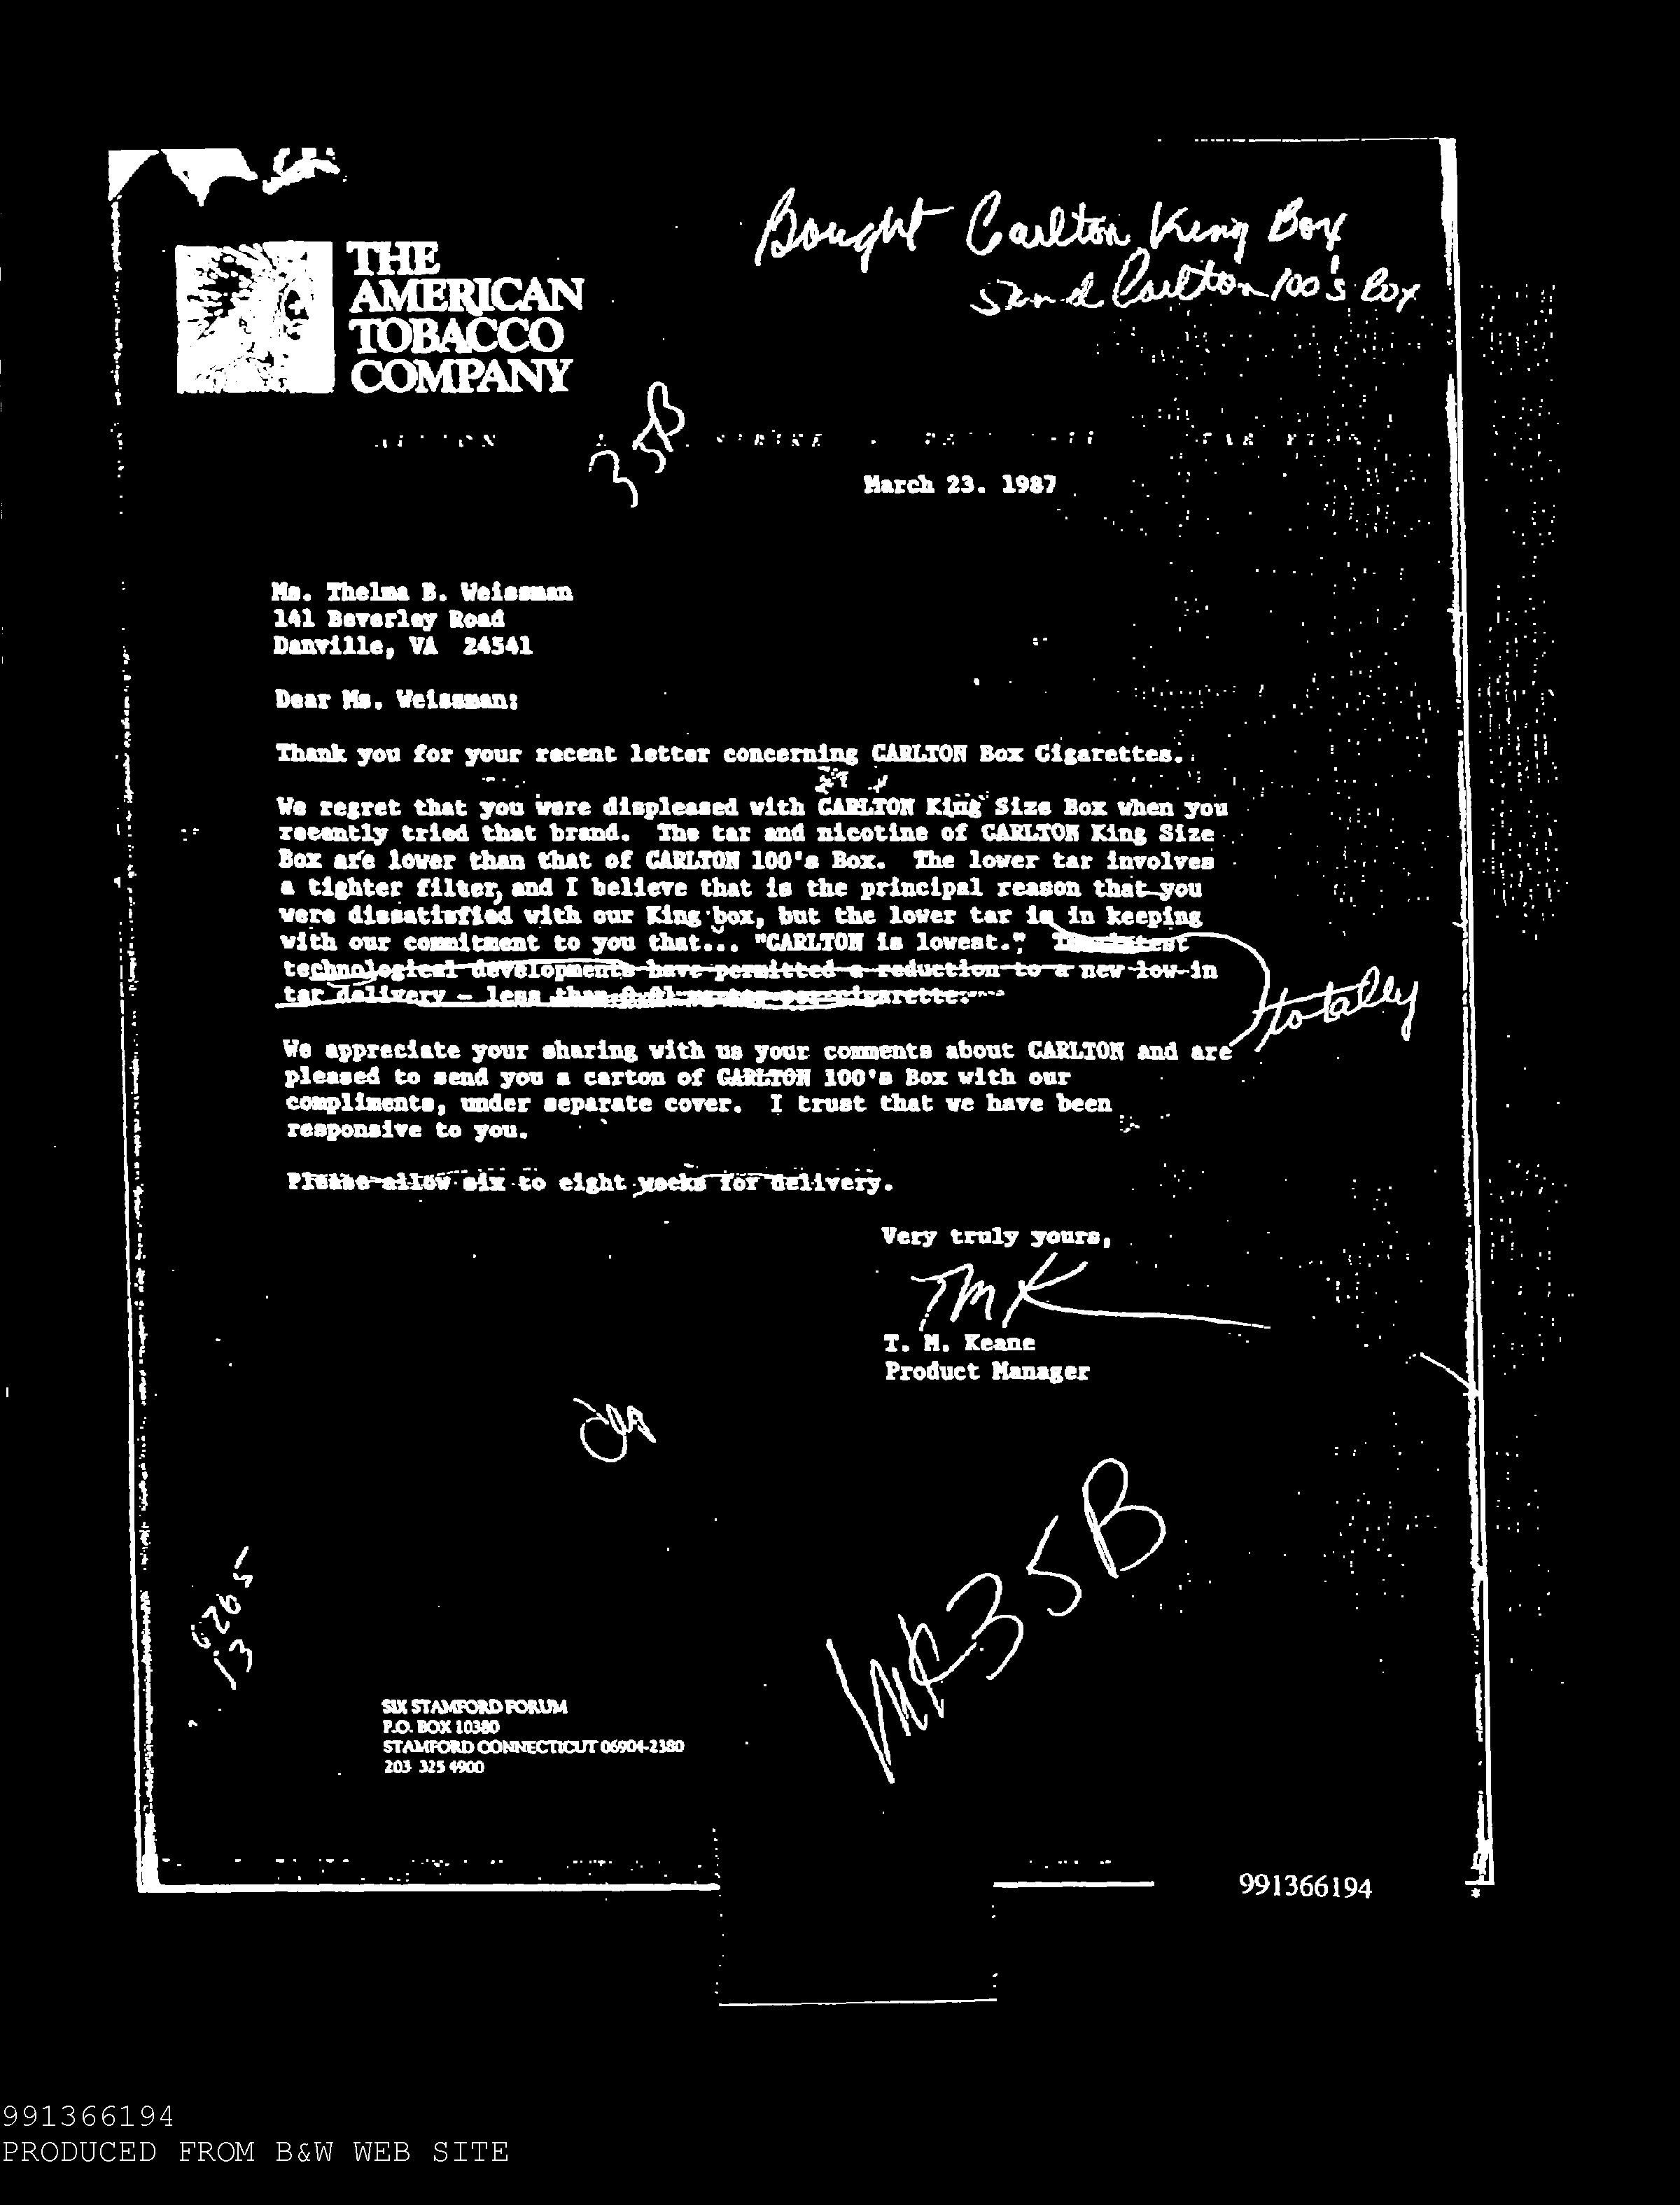 Bought Carlton King Box
Send Carlton 100's Box
THE
AMERICAN
TOBACCO
COMPANY
35B
STRIKE
March 23. 1987
Ms. Thelma B. Weissman
141 Beverley Road
Danville, VA 24541
Dear Ms. Weissman:
Thank you for your recent letter concerning CARLTON Box Cigarettes.
We regret that you were displeased with CARLTON King Size Box when you
recently tried that brand. The tar and nicotine of CARLTON King Size
Box are lower than that of CARLTON 100's Box. The lower tar involves
a tighter filter, and I believe that is the principal reason that you
were dissatisfied with our King box, but the lower tar is in keeping
with our commitment to you that... "CARLTON is lowest."
technological developments have permitted a reduction to a new low in
tar delivery - less than per cigarette.
totally
We appreciate your sharing with us your comments about CARLTON and are
pleased to send you a carton of CARLTON 100's Box with our
compliments, under separate cover. I trust that we have been
responsive to you.
Please allow six to eight weeks for delivery.
Very truly yours,
TMK
T. M. Keane
Product Manager
35B
13
SIX STAMFORD FORUM
P.O. BOX 10380
STAMFORD CONNECTICUT 06904-2380
203 325 4900
991366194
991366194
PRODUCED FROM B&W WEB SITE